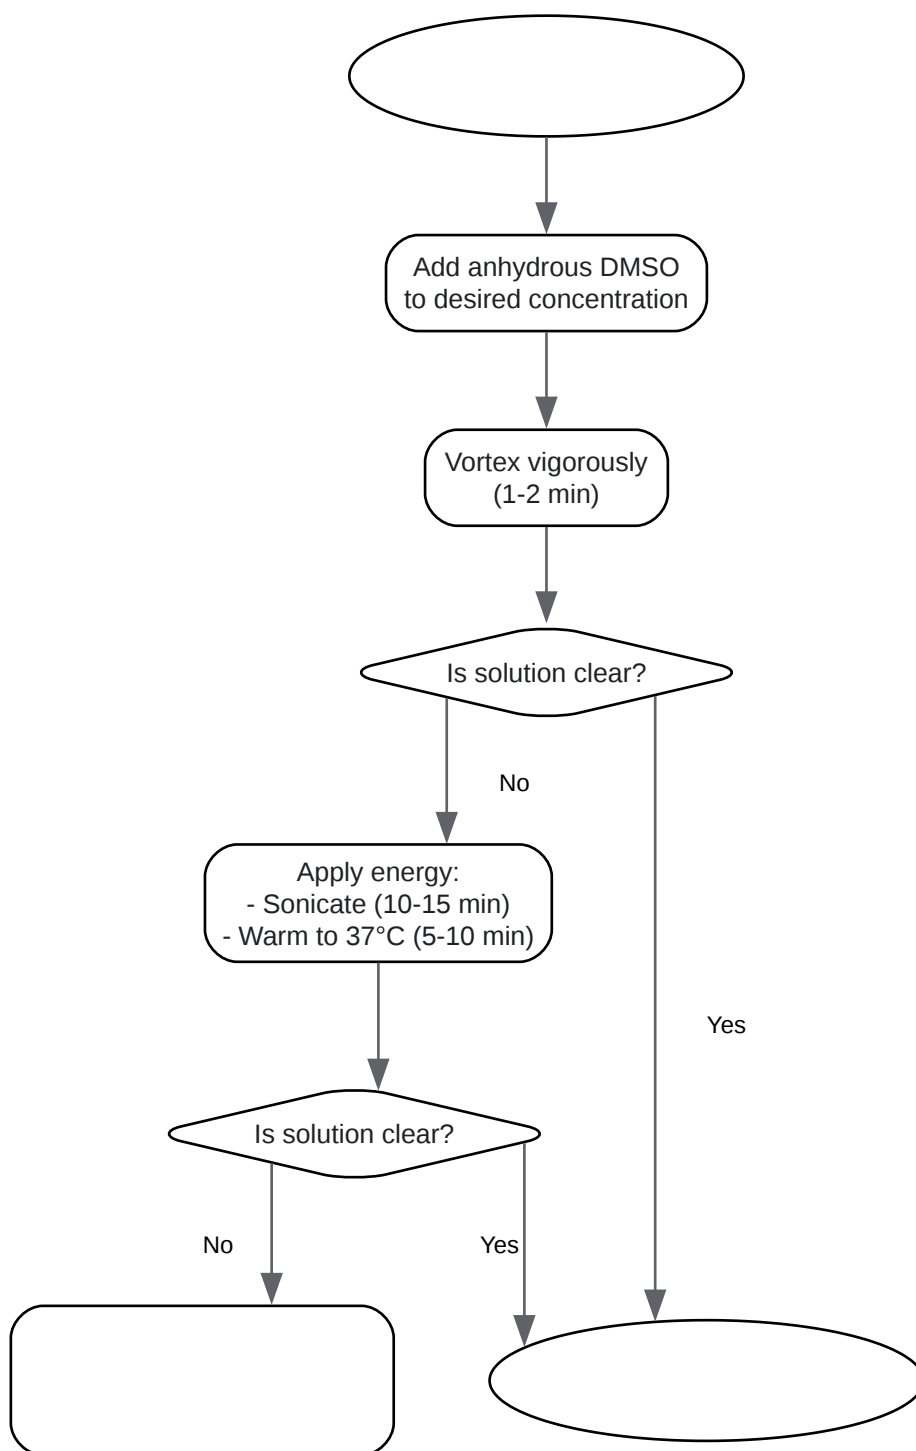 Add anhydrous DMSO
to desired concentration
Vortex vigorously
(1-2 min)
Is solution clear?
No
Apply energy:
- Sonicate (10-15 min)
- Warm to 37°C (5-10 min)
Yes
Is solution clear?
No
Yes